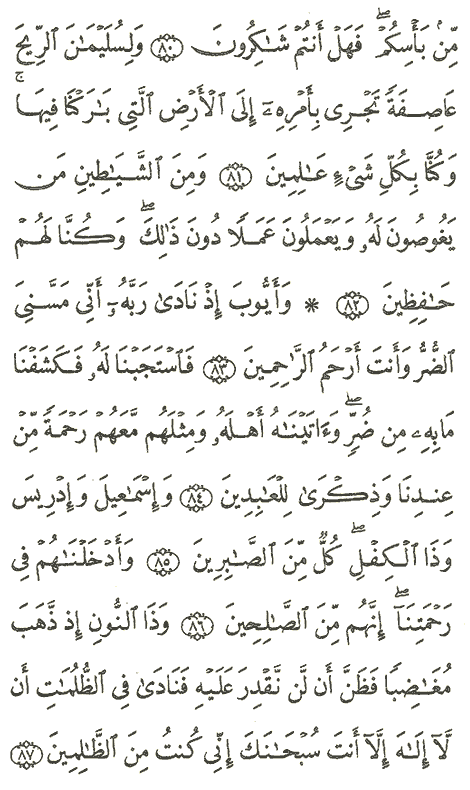 مِّنۢ بَأْسِكُمْۖ فَهَلْ أَنتُمْ شَـٰكِرُونَ ۝٨٠ وَلِسُلَيْمَـٰنَ ٱلرِّيحَ
عَاصِفَةً تَجْرِى بِأَمْرِهِۦٓ إِلَى ٱلْأَرْضِ ٱلَّتِى بَـٰرَكْنَا فِيهَاۚ
وَكُنَّا بِكُلِّ شَىْءٍ عَـٰلِمِينَ ۝٨١ وَمِنَ ٱلشَّيَـٰطِينِ مَن
يَغُوصُونَ لَهُۥ وَيَعْمَلُونَ عَمَلًا دُونَ ذَٰلِكَۖ وَكُنَّا لَهُمْ
حَـٰفِظِينَ ۝٨٢ * وَأَيُّوبَ إِذْ نَادَىٰ رَبَّهُۥٓ أَنِّى مَسَّنِىَ
ٱلضُّرُّ وَأَنتَ أَرْحَمُ ٱلرَّٰحِمِينَ ۝٨٣ فَٱسْتَجَبْنَا لَهُۥ فَكَشَفْنَا
مَا بِهِۦ مِن ضُرٍّۖ وَءَاتَيْنَـٰهُ أَهْلَهُۥ وَمِثْلَهُم مَّعَهُمْ رَحْمَةً مِّنْ
عِندِنَا وَذِكْرَىٰ لِلْعَـٰبِدِينَ ۝٨٤ وَإِسْمَـٰعِيلَ وَإِدْرِيسَ
وَذَا ٱلْكِفْلِۖ كُلٌّ مِّنَ ٱلصَّـٰبِرِينَ ۝٨٥ وَأَدْخَلْنَـٰهُمْ فِى
رَحْمَتِنَآۖ إِنَّهُم مِّنَ ٱلصَّـٰلِحِينَ ۝٨٦ وَذَا ٱلنُّونِ إِذ ذَّهَبَ
مُغَـٰضِبًا فَظَنَّ أَن لَّن نَّقْدِرَ عَلَيْهِ فَنَادَىٰ فِى ٱلظُّلُمَـٰتِ أَن
لَّآ إِلَـٰهَ إِلَّآ أَنتَ سُبْحَـٰنَكَ إِنِّى كُنتُ مِنَ ٱلظَّـٰلِمِينَ ۝٨٧